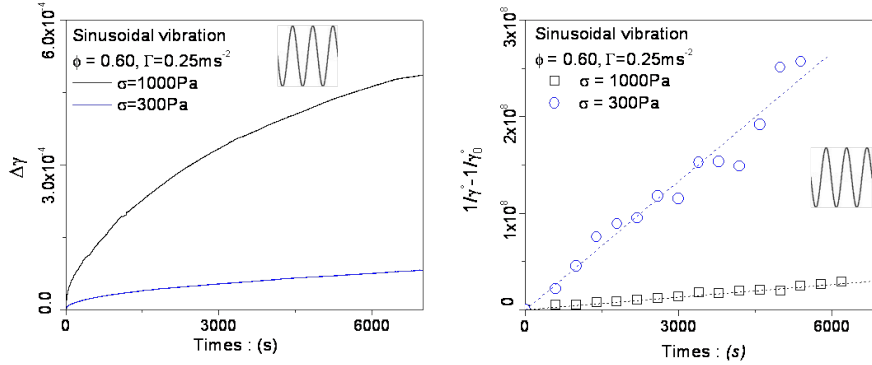 6.0x10⁻⁴
3.0x10⁻⁴
0.0
Δγ
Sinusoidal vibration
ϕ = 0.60, Γ=0.25ms⁻²
σ=1000Pa
σ=300Pa
0
3000
6000
Times : (s)
3x10⁸
2x10⁸
1x10⁸
0
1/γ°-1/γ°₀
Sinusoidal vibration
ϕ = 0.60, Γ=0.25ms⁻²
σ = 1000Pa
σ = 300Pa
0
3000
6000
Times : (s)